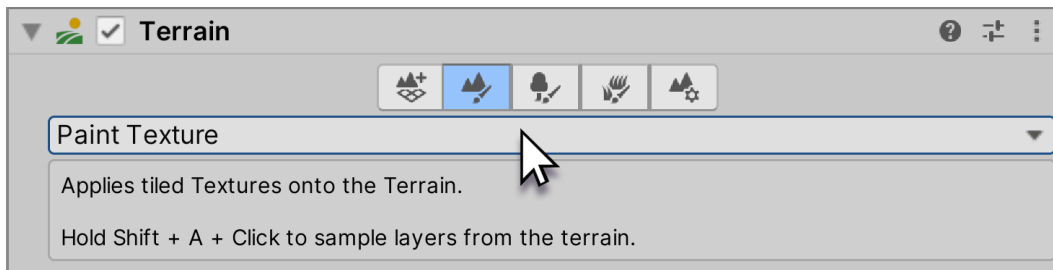 Terrain
Paint Texture
Applies tiled Textures onto the Terrain.
Hold Shift + A + Click to sample layers from the terrain.